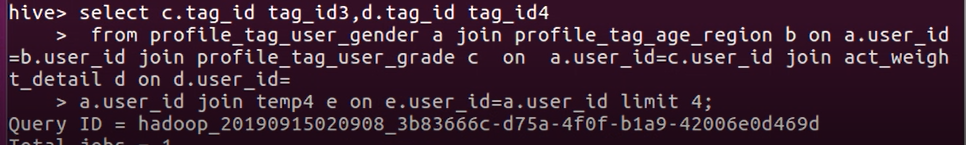 hive> select c.tag_id tag_id3,d.tag_id tag_id4
    >  from profile_tag_user_gender a join profile_tag_age_region b on a.user_id
=b.user_id join profile_tag_user_grade c  on  a.user_id=c.user_id join act_weigh
t_detail d on d.user_id=
    > a.user_id join temp4 e on e.user_id=a.user_id limit 4;
Query ID = hadoop_20190915020908_3b83666c-d75a-4f0f-b1a9-42006e0d469d
Total jobs = 1